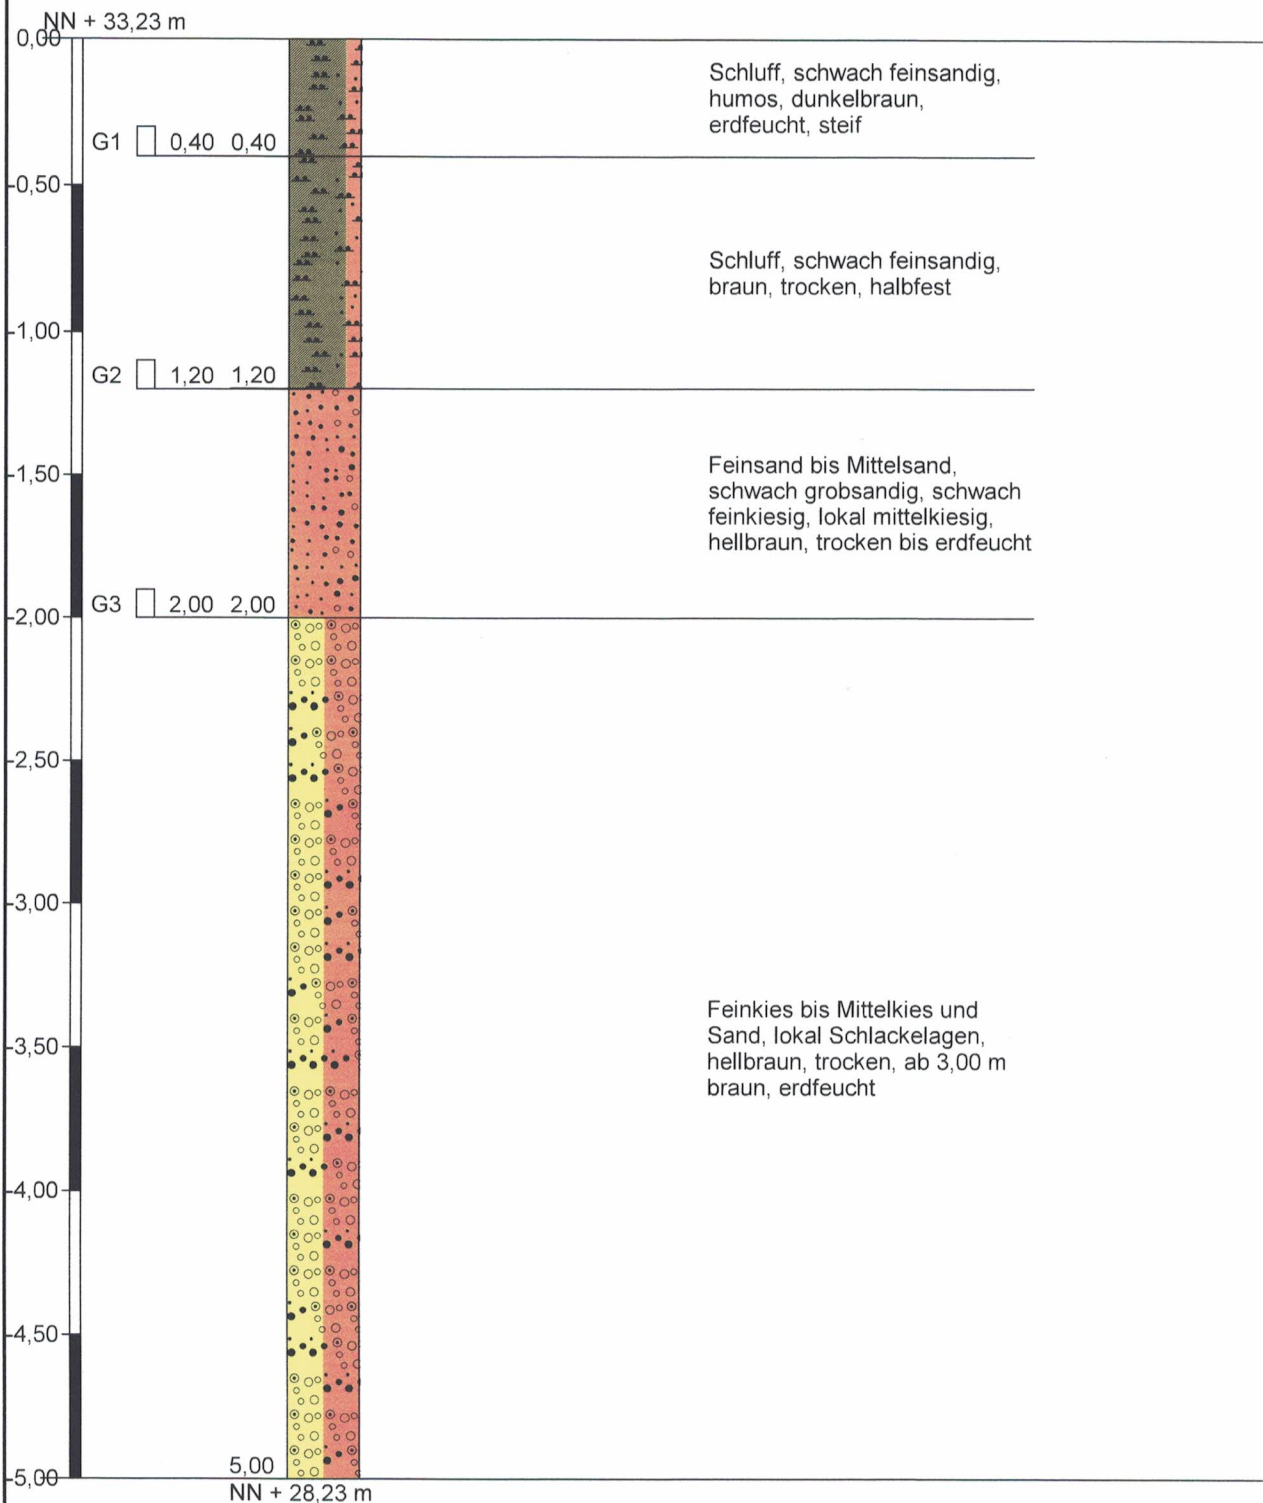 NN + 33,23 m
0,00
Schluff, schwach feinsandig,
humos, dunkelbraun,
erdfeucht, steif
G1 0,40 0,40
-0,50
Schluff, schwach feinsandig,
braun, trocken, halbfest
-1,00
G2 1,20 1,20
-1,50
Feinsand bis Mittelsand,
schwach grobsandig, schwach
feinkiesig, lokal mittelkiesig,
hellbraun, trocken bis erdfeucht
G3 2,00 2,00
-2,00
-2,50
-3,00
Feinkies bis Mittelkies und
Sand, lokal Schlackelagen,
hellbraun, trocken, ab 3,00 m
braun, erdfeucht
-3,50
-4,00
-4,50
5,00
-5,00
NN + 28,23 m